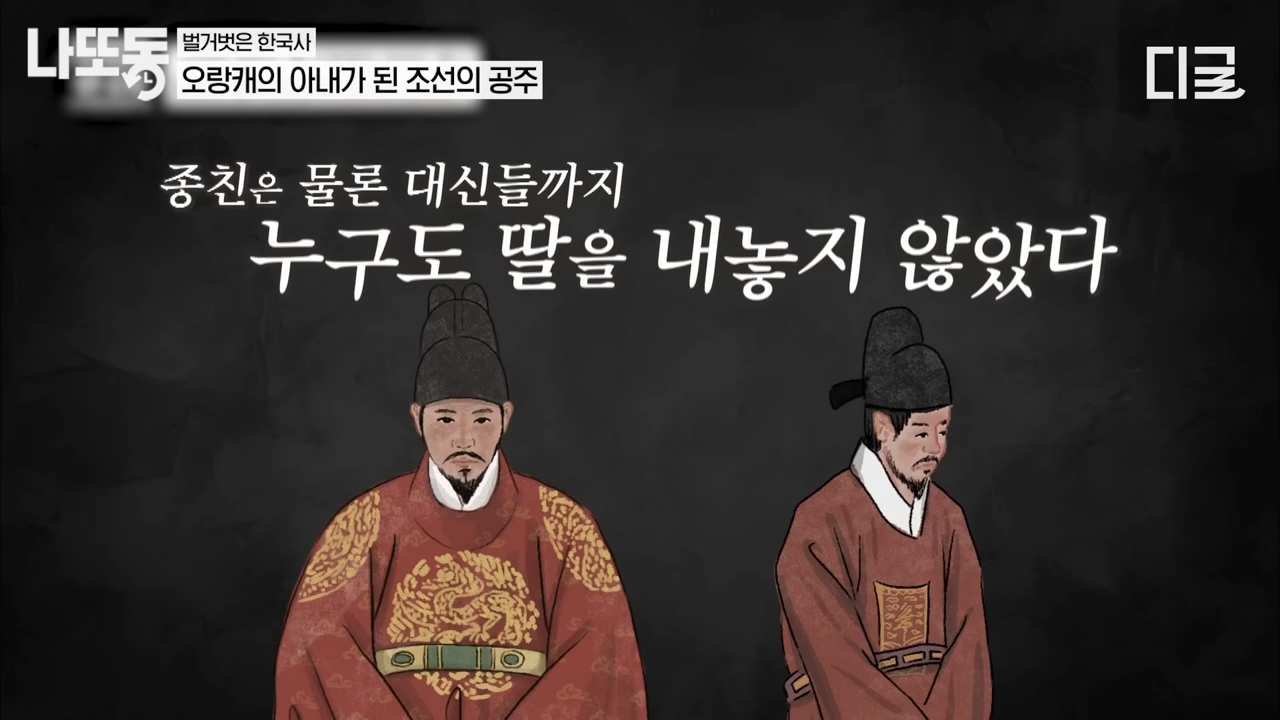 나또동
벌거벗은 한국사
오랑캐의 아내가 된 조선의 공주
디글
종친은 물론 대신들까지
누구도 딸을 내놓지 않았다